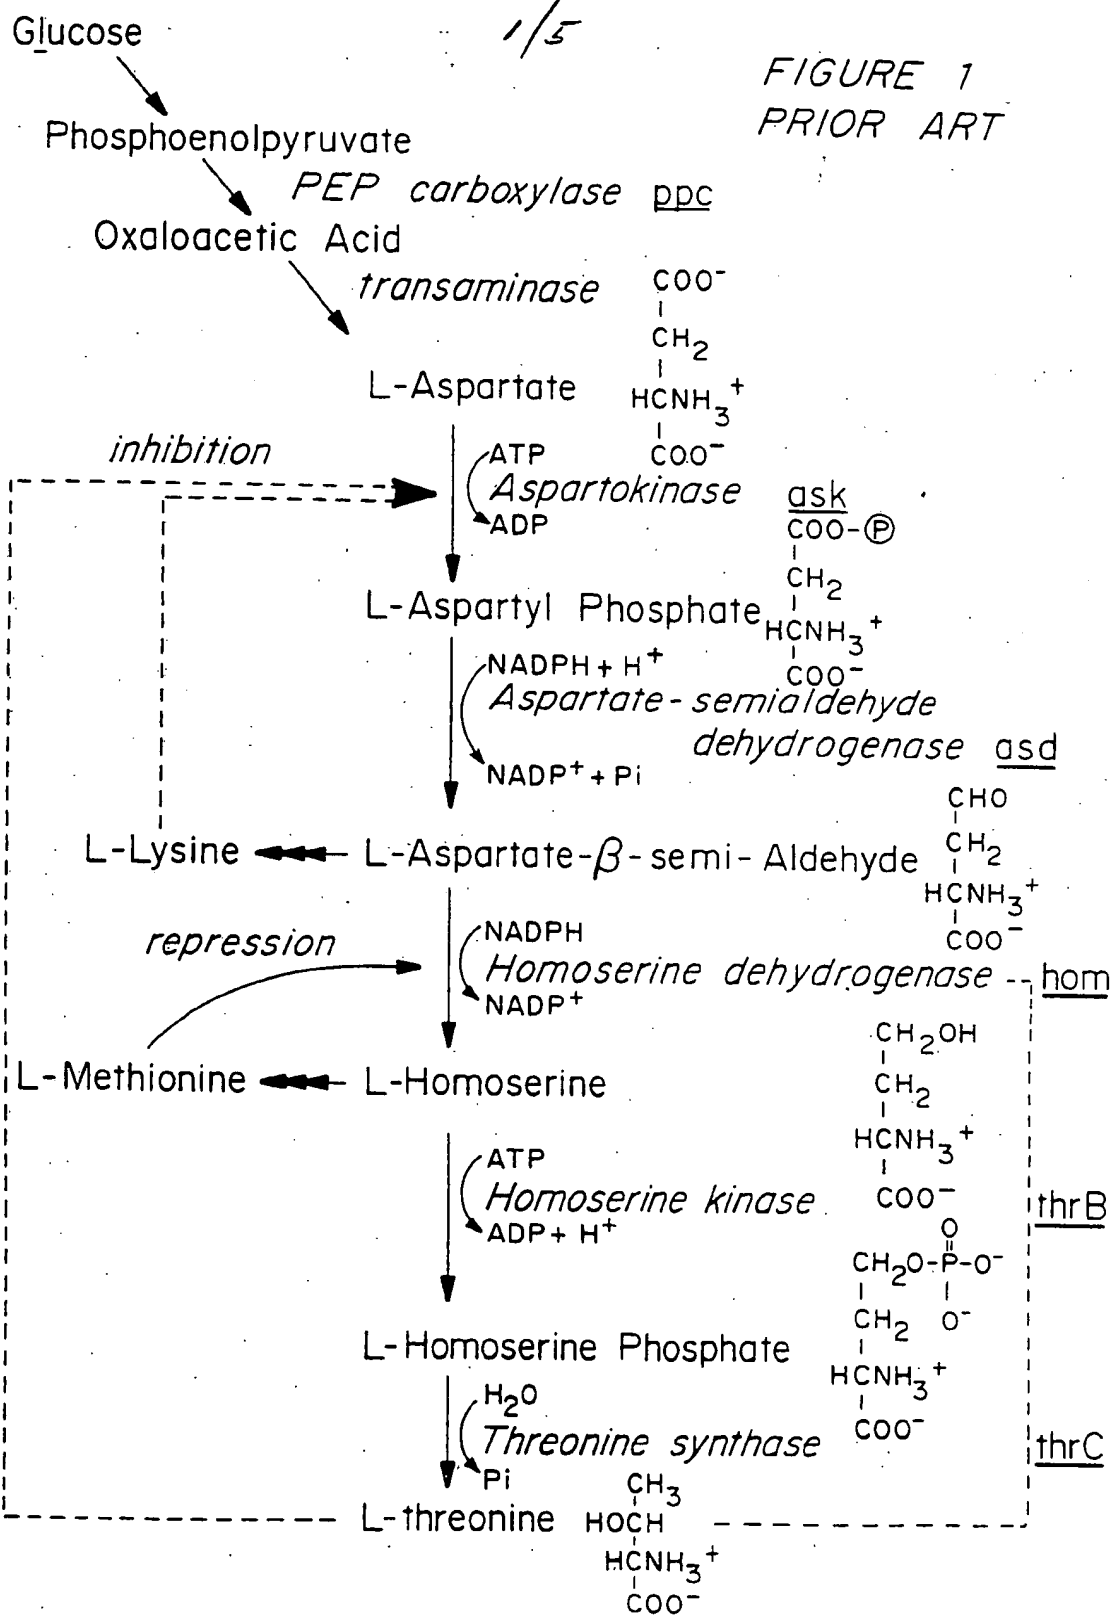 Glucose
1/5
FIGURE 1
PRIOR ART
Phosphoenolpyruvate
PEP carboxylase ppc
Oxaloacetic Acid
transaminase
COO⁻
CH₂
HCNH₃⁺
COO⁻
L-Aspartate
inhibition
ATP
Aspartokinase ask
ADP
COO-Ⓟ
CH₂
HCNH₃⁺
COO⁻
L-Aspartyl Phosphate
NADPH + H⁺
Aspartate-semialdehyde
dehydrogenase asd
NADP⁺ + Pi
CHO
CH₂
HCNH₃⁺
COO⁻
L-Lysine
L-Aspartate-β-semi-Aldehyde
repression
NADPH
Homoserine dehydrogenase hom
NADP⁺
CH₂OH
CH₂
HCNH₃⁺
COO⁻
L-Methionine
L-Homoserine
ATP
Homoserine kinase thrB
ADP + H⁺
O
CH₂O-P-O⁻
CH₂ O⁻
HCNH₃⁺
COO⁻
L-Homoserine Phosphate
H₂O
Threonine synthase thrC
Pi
L-threonine
CH₃
HOCH
HCNH₃⁺
COO⁻